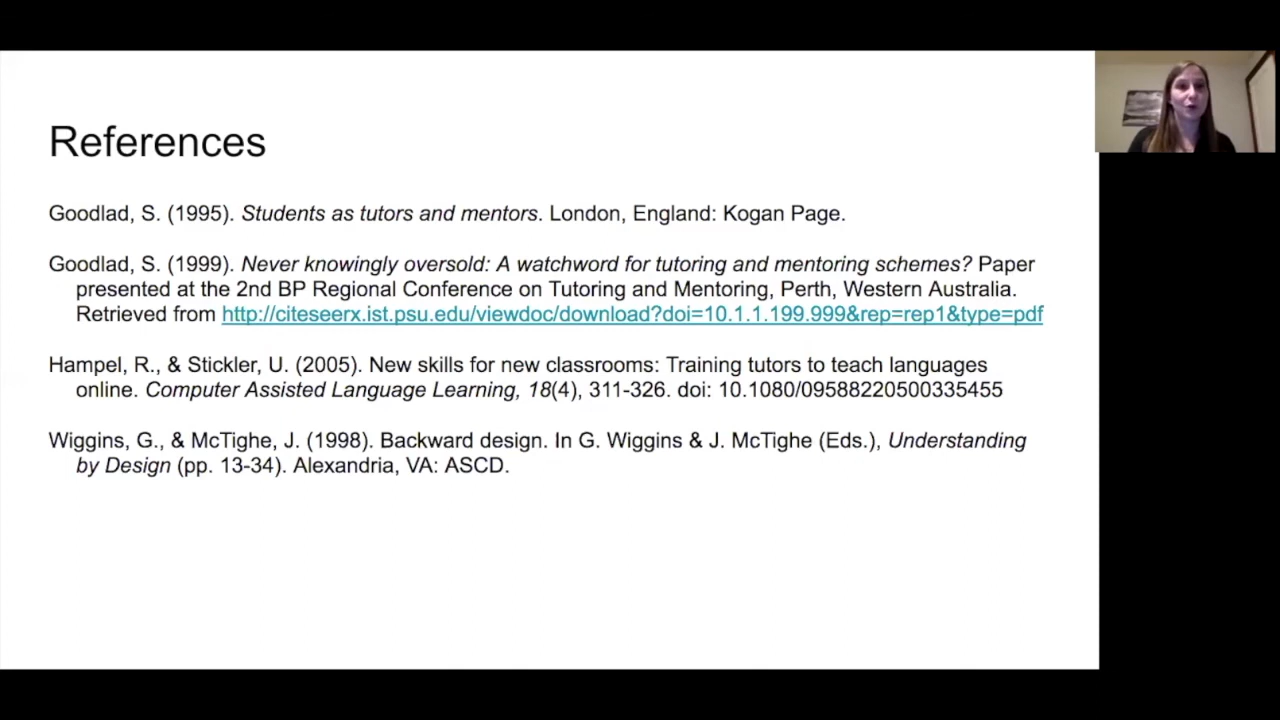 References
Goodlad, S. (1995). Students as tutors and mentors. London, England: Kogan Page.
Goodlad, S. (1999). Never knowingly oversold: A watchword for tutoring and mentoring schemes? Paper
presented at the 2nd BP Regional Conference on Tutoring and Mentoring, Perth, Western Australia.
Retrieved from http://citeseerx.ist.psu.edu/viewdoc/download?doi=10.1.1.199.999&rep=rep1&type=pdf
Hampel, R., & Stickler, U. (2005). New skills for new classrooms: Training tutors to teach languages
online. Computer Assisted Language Learning, 18(4), 311-326. doi: 10.1080/09588220500335455
Wiggins, G., & McTighe, J. (1998). Backward design. In G. Wiggins & J. McTighe (Eds.), Understanding
by Design (pp. 13-34). Alexandria, VA: ASCD.